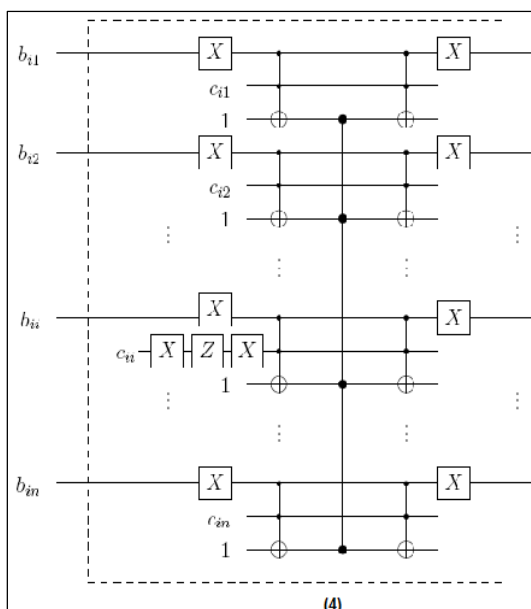 b_{i1} X X
c_{i1}
1
b_{i2} X X
c_{i2}
1
⋮ ⋮
⋮ ⋮
b_{ii} X X
c_{ii} X Z X
1
⋮ ⋮
⋮ ⋮
b_{in} X X
c_{in}
1
(4)